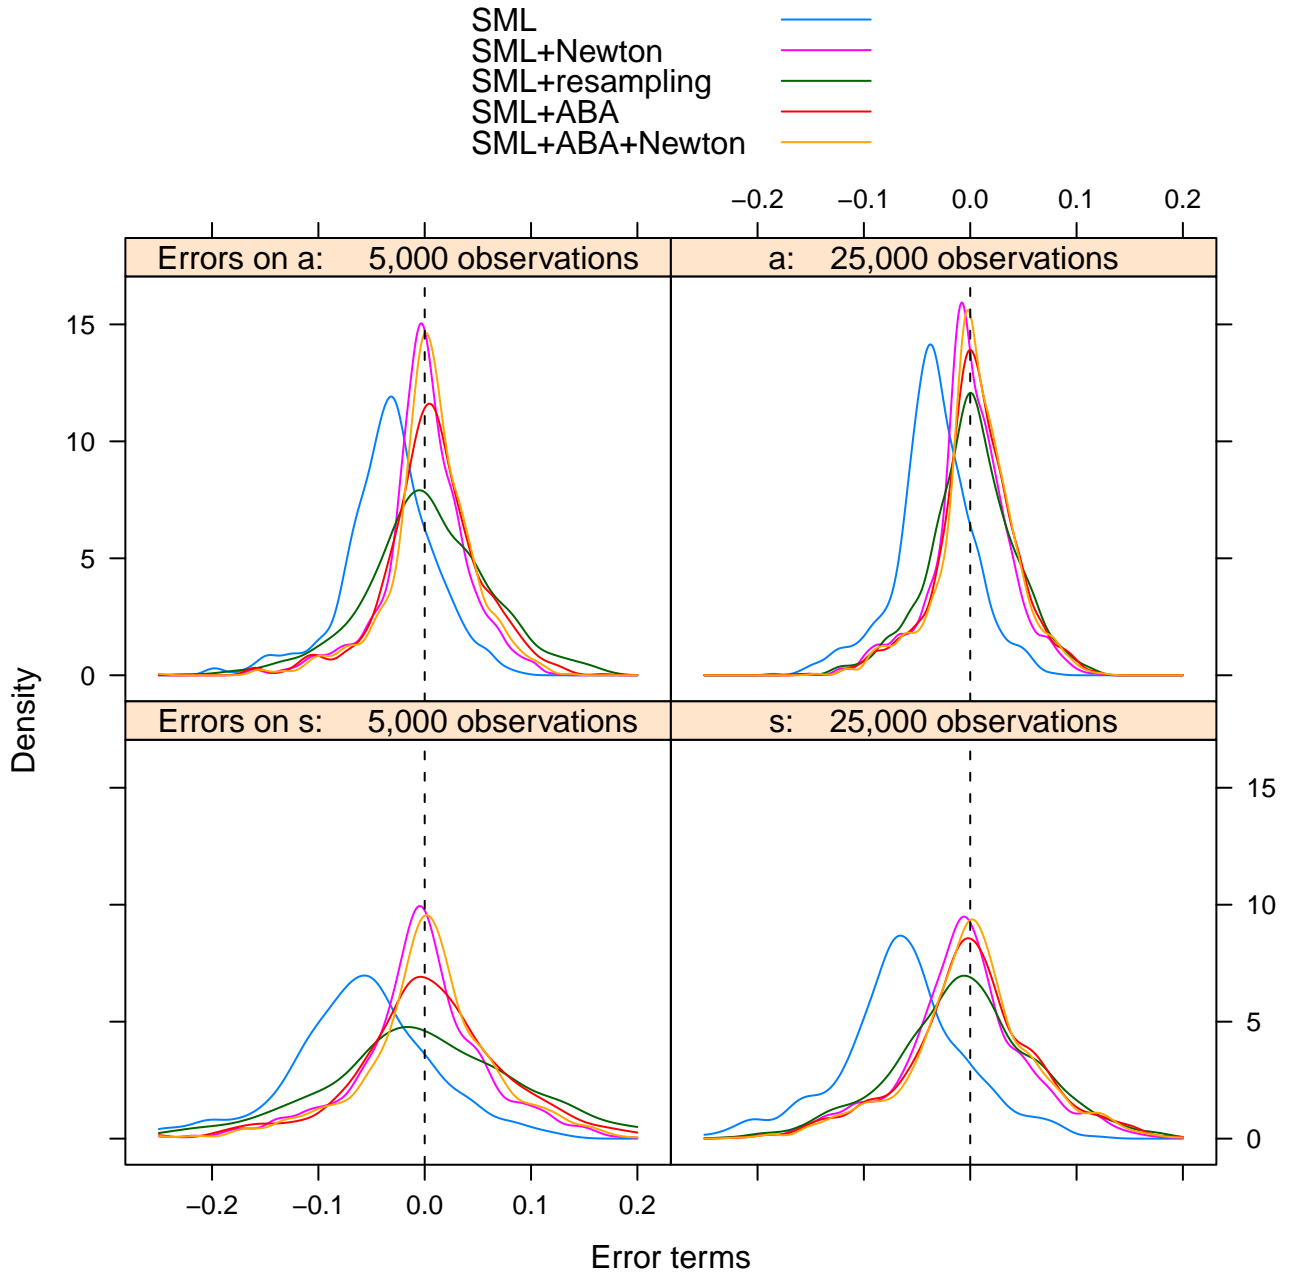 SML
SML+Newton
SML+resampling
SML+ABA
SML+ABA+Newton
−0.2 −0.1 0.0 0.1 0.2
Errors on a: 5,000 observations
a: 25,000 observations
15
10
5
0
Density
Errors on s: 5,000 observations
s: 25,000 observations
15
10
5
0
−0.2 −0.1 0.0 0.1 0.2
Error terms